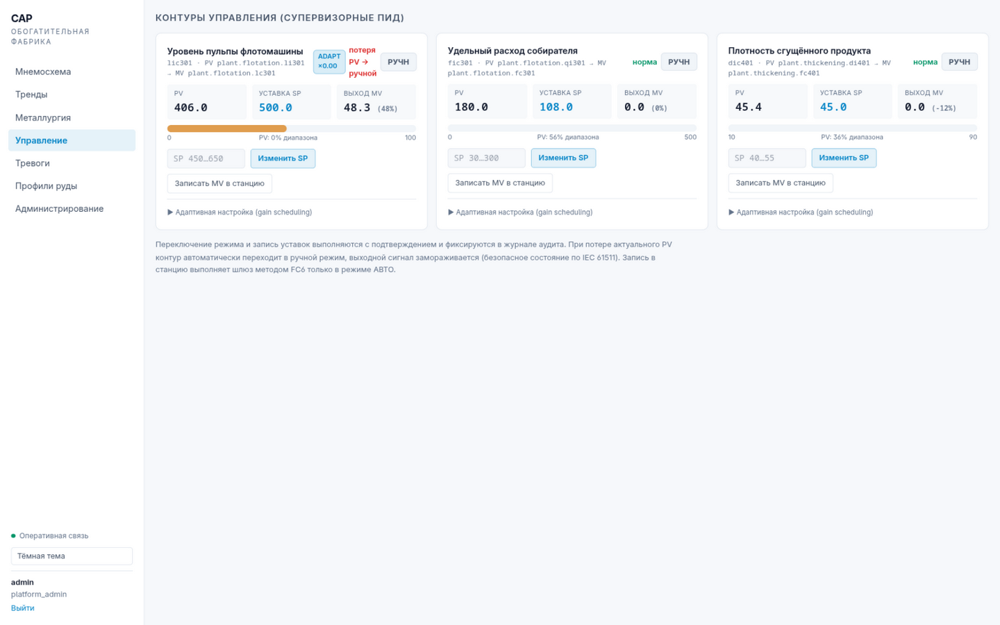 CAP
ОБОГАТИТЕЛЬНАЯ
ФАБРИКА
Мнемосхема
Тренды
Металлургия
Управление
Тревоги
Профили руды
Администрирование
Оперативная связь
Тёмная тема
admin
platform_admin
Выйти
КОНТУРЫ УПРАВЛЕНИЯ (СУПЕРВИЗОРНЫЕ ПИД)
Уровень пульпы флотомашины
lic301 · PV plant.flotation.li301
→ MV plant.flotation.lc301
ADAPT
×0.00
потеря
PV →
ручной
РУЧН
PV
406.0
УСТАВКА SP
500.0
ВЫХОД MV
48.3 (48%)
0 PV: 0% диапазона 100
SP 450…650 Изменить SP
Записать MV в станцию
▶ Адаптивная настройка (gain scheduling)
Удельный расход собирателя
fic301 · PV plant.flotation.qi301 → MV
plant.flotation.fc301
норма
РУЧН
PV
180.0
УСТАВКА SP
108.0
ВЫХОД MV
0.0 (0%)
0 PV: 56% диапазона 500
SP 30…300 Изменить SP
Записать MV в станцию
▶ Адаптивная настройка (gain scheduling)
Плотность сгущённого продукта
dic401 · PV plant.thickening.di401 → MV
plant.thickening.fc401
норма
РУЧН
PV
45.4
УСТАВКА SP
45.0
ВЫХОД MV
0.0 (-12%)
10 PV: 36% диапазона 90
SP 40…55 Изменить SP
Записать MV в станцию
▶ Адаптивная настройка (gain scheduling)
Переключение режима и запись уставок выполняются с подтверждением и фиксируются в журнале аудита. При потере актуального PV
контур автоматически переходит в ручной режим, выходной сигнал замораживается (безопасное состояние по IEC 61511). Запись в
станцию выполняет шлюз методом FC6 только в режиме АВТО.